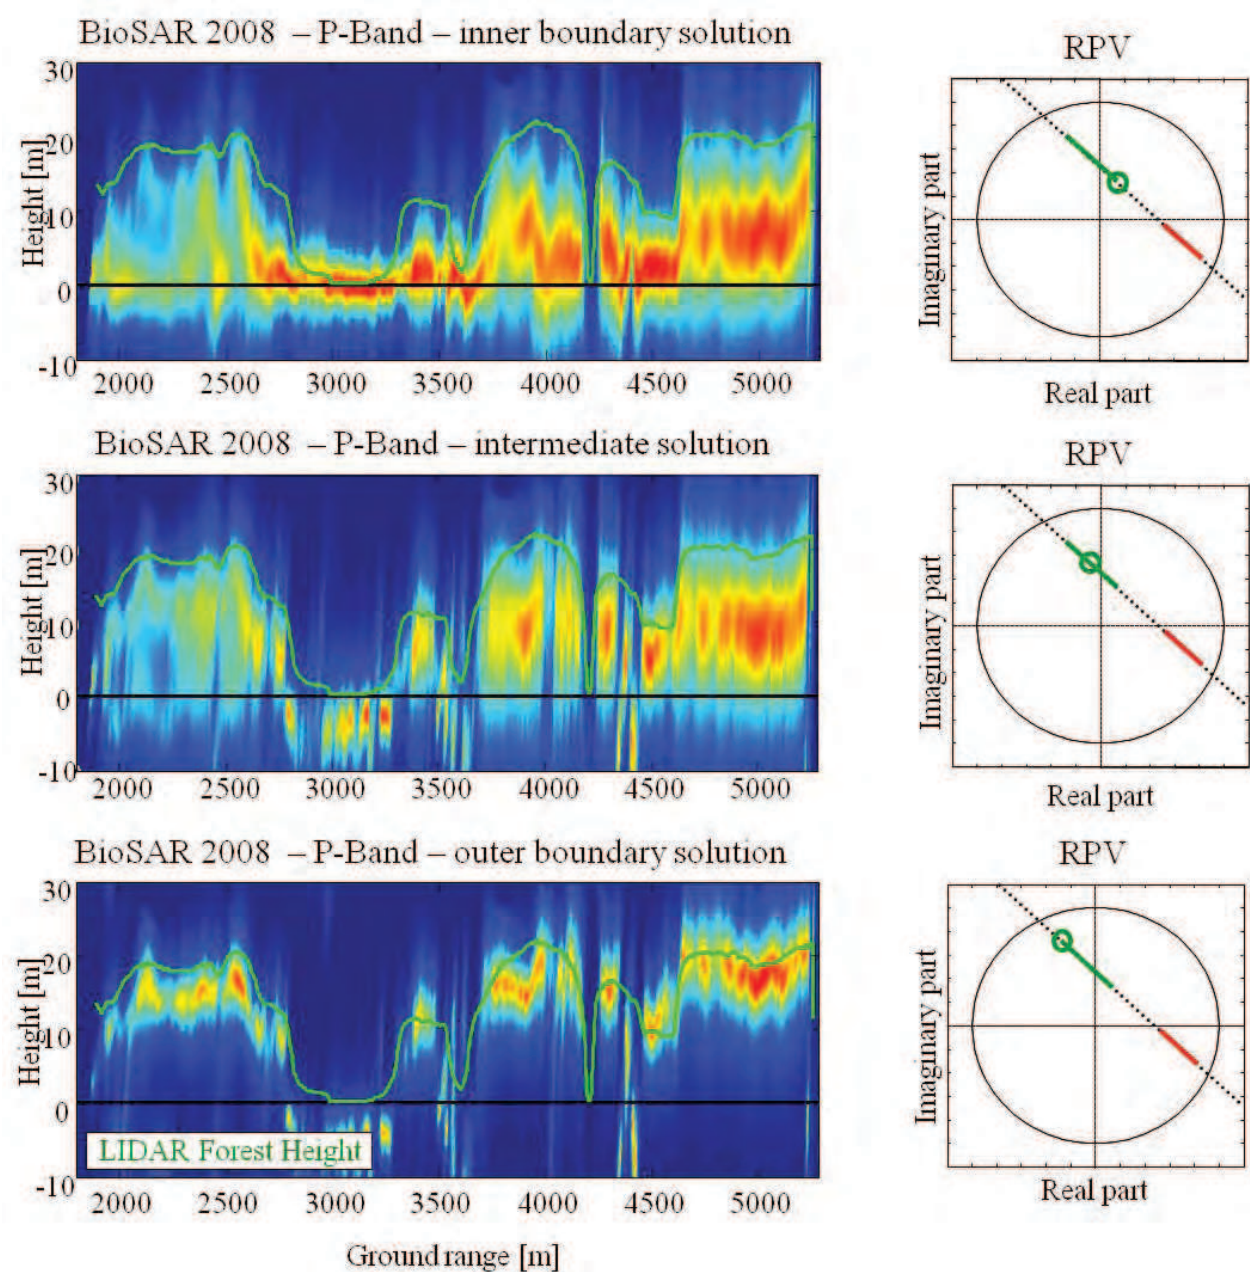 BioSAR 2008 – P-Band – inner boundary solution
RPV
Height [m]
30
20
10
0
-10
2000 2500 3000 3500 4000 4500 5000
Imaginary part
Real part
BioSAR 2008 – P-Band – intermediate solution
RPV
Height [m]
30
20
10
0
-10
2000 2500 3000 3500 4000 4500 5000
Imaginary part
Real part
BioSAR 2008 – P-Band – outer boundary solution
RPV
Height [m]
30
20
10
0
-10
LIDAR Forest Height
2000 2500 3000 3500 4000 4500 5000
Imaginary part
Real part
Ground range [m]